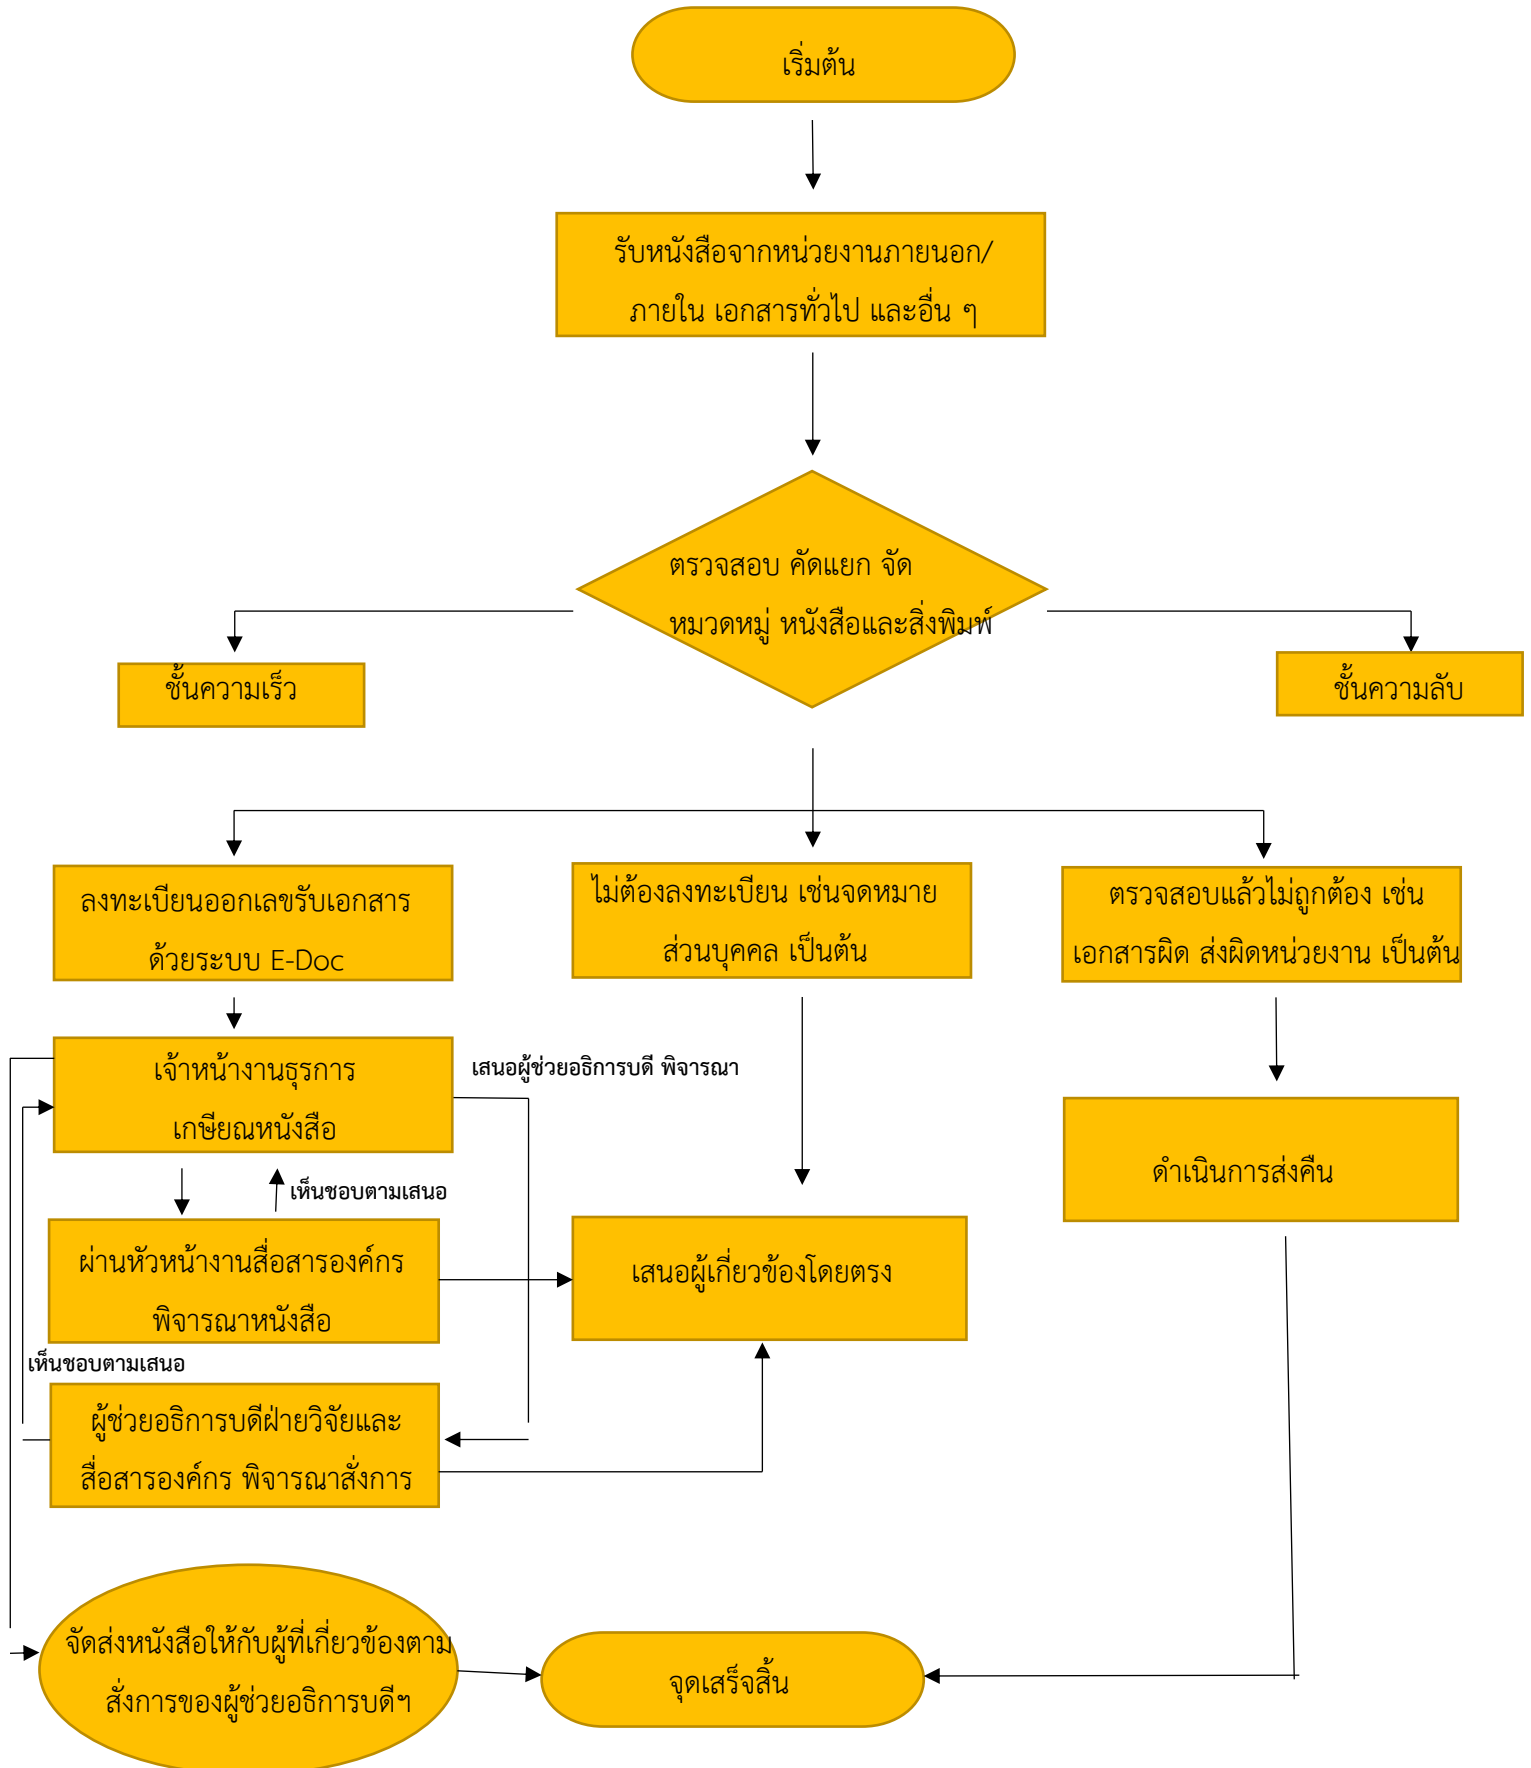 เริ่มต้น
รับหนังสือจากหน่วยงานภายนอก/
ภายใน เอกสารทั่วไป และอื่น ๆ
ตรวจสอบ คัดแยก จัด
หมวดหมู่ หนังสือและสิ่งพิมพ์
ชั้นความเร็ว
ชั้นความลับ
ลงทะเบียนออกเลขรับเอกสาร
ด้วยระบบ E-Doc
ไม่ต้องลงทะเบียน เช่นจดหมาย
ส่วนบุคคล เป็นต้น
ตรวจสอบแล้วไม่ถูกต้อง เช่น
เอกสารผิด ส่งผิดหน่วยงาน เป็นต้น
เจ้าหน้างานธุรการ
เกษียณหนังสือ
เสนอผู้ช่วยอธิการบดี พิจารณา
ดำเนินการส่งคืน
เห็นชอบตามเสนอ
ผ่านหัวหน้างานสื่อสารองค์กร
พิจารณาหนังสือ
เสนอผู้เกี่ยวข้องโดยตรง
เห็นชอบตามเสนอ
ผู้ช่วยอธิการบดีฝ่ายวิจัยและ
สื่อสารองค์กร พิจารณาสั่งการ
จัดส่งหนังสือให้กับผู้ที่เกี่ยวข้องตาม
สั่งการของผู้ช่วยอธิการบดีฯ
จุดเสร็จสิ้น